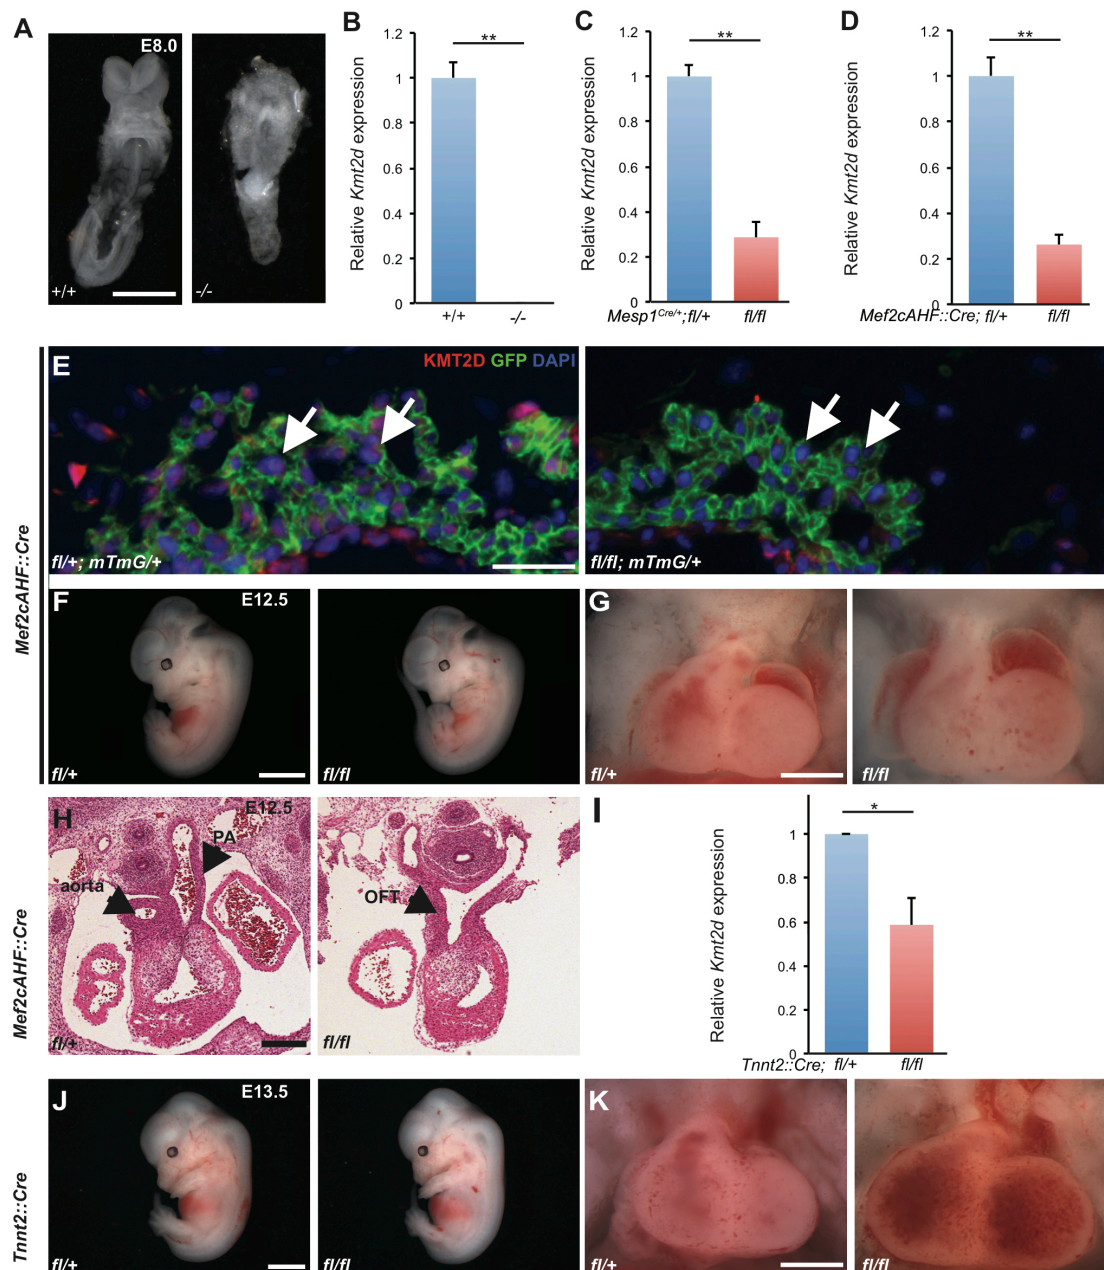 A
E8.0
+/+
-/-
B
Relative Kmt2d expression
1.2
1
0.8
0.6
0.4
0.2
0
**
+/+
-/-
C
Relative Kmt2d expression
1.2
1
0.8
0.6
0.4
0.2
0
**
Mesp1Cre/+;fl/+
fl/fl
D
Relative Kmt2d expression
1.2
1
0.8
0.6
0.4
0.2
0
**
Mef2cAHF::Cre; fl/+
fl/fl
Mef2cAHF::Cre
E
KMT2D GFP DAPI
fl/+; mTmG/+
fl/fl; mTmG/+
F
E12.5
fl/+
fl/fl
G
fl/+
fl/fl
Mef2cAHF::Cre
H
E12.5
PA
aorta
fl/+
OFT
fl/fl
I
Relative Kmt2d expression
1
0.8
0.6
0.4
0.2
0
*
Tnnt2::Cre; fl/+
fl/fl
Tnnt2::Cre
J
E13.5
fl/+
fl/fl
K
fl/+
fl/fl